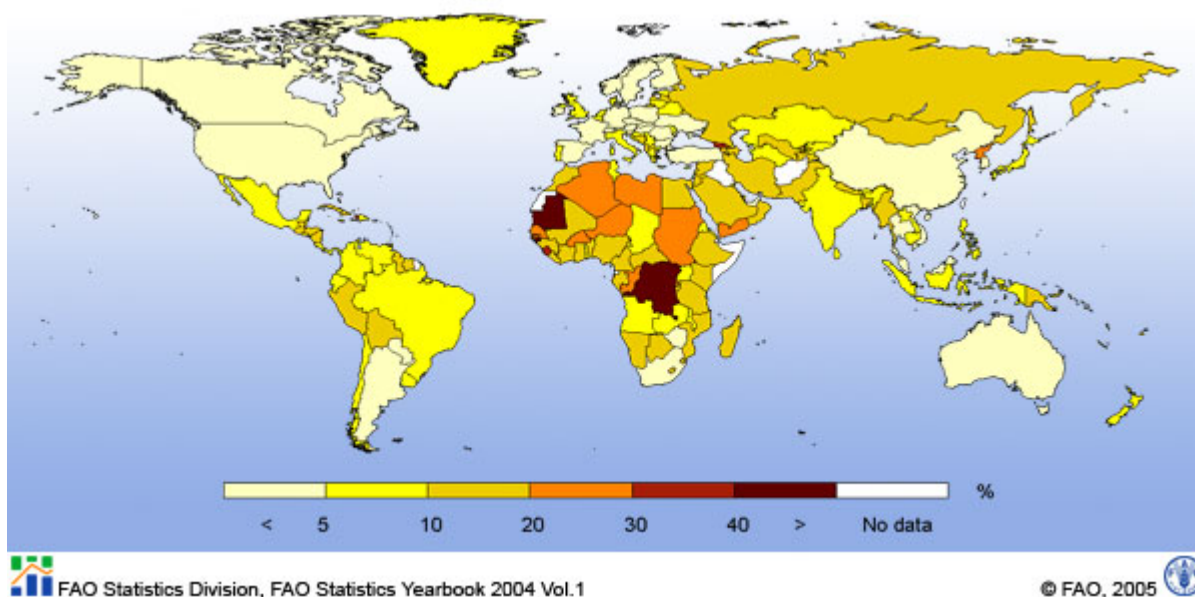 %
< 5 10 20 30 40 > No data
FAO Statistics Division, FAO Statistics Yearbook 2004 Vol.1
© FAO, 2005